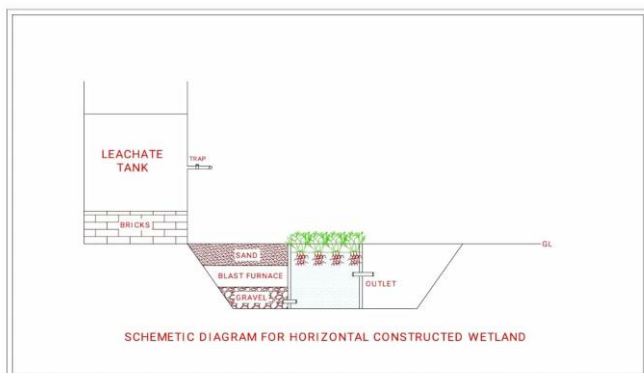 LEACHATE
TANK
TRAP
BRICKS
SAND
GL
BLAST FURNACE
OUTLET
GRAVEL
SCHEMETIC DIAGRAM FOR HORIZONTAL CONSTRUCTED WETLAND